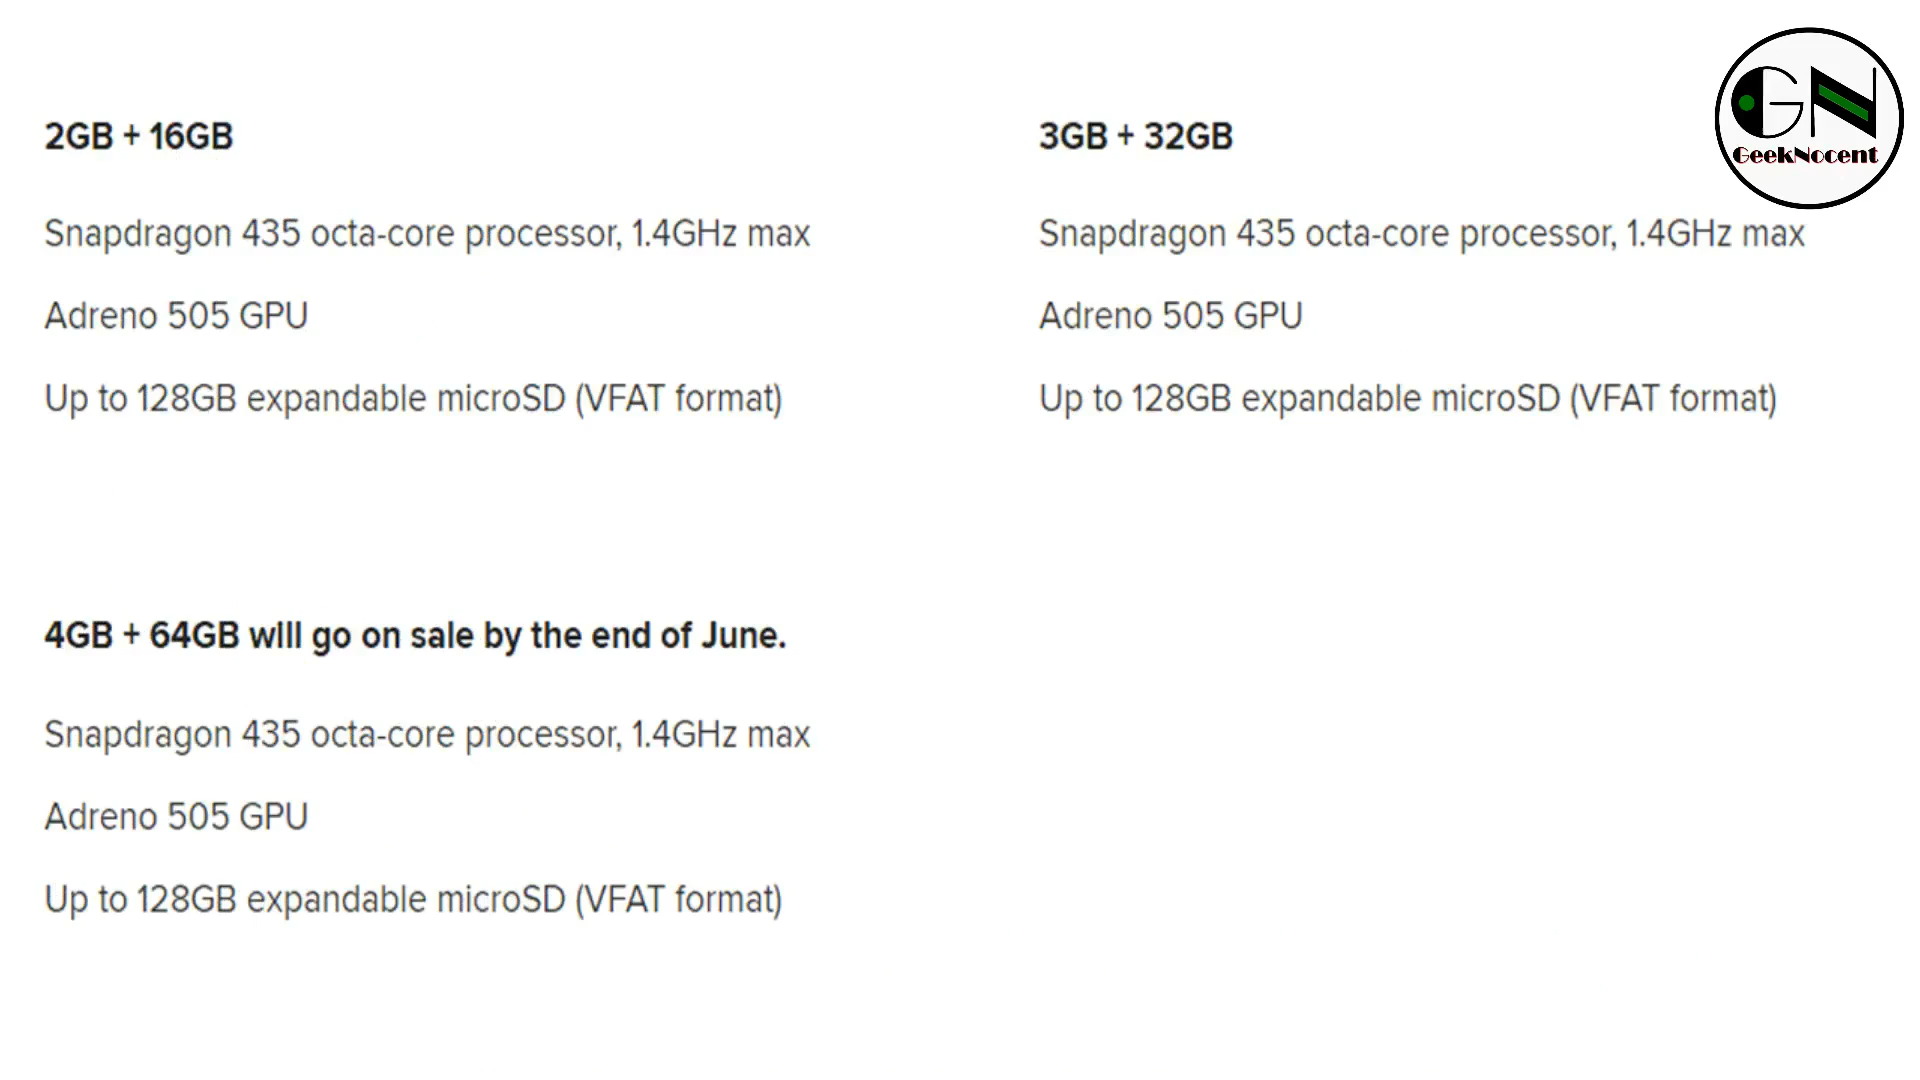 2GB + 16GB
Snapdragon 435 octa-core processor, 1.4GHz max
Adreno 505 GPU
Up to 128GB expandable microSD (VFAT format)
3GB + 32GB
Snapdragon 435 octa-core processor, 1.4GHz max
Adreno 505 GPU
Up to 128GB expandable microSD (VFAT format)
4GB + 64GB will go on sale by the end of June.
Snapdragon 435 octa-core processor, 1.4GHz max
Adreno 505 GPU
Up to 128GB expandable microSD (VFAT format)
GN
GeekNocent